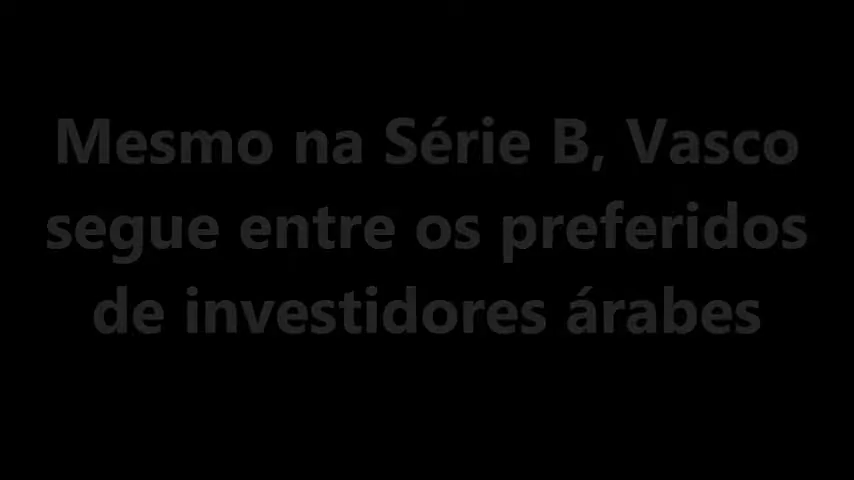 Mesmo na Série B, Vasco
segue entre os preferidos
de investidores árabes